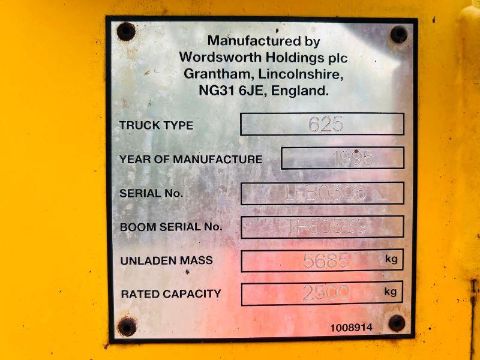 Manufactured by
Wordsworth Holdings plc
Grantham, Lincolnshire,
NG31 6JE, England.
TRUCK TYPE 625
YEAR OF MANUFACTURE
SERIAL No.
BOOM SERIAL No.
UNLADEN MASS 5685 kg
RATED CAPACITY 2500 kg
1008914